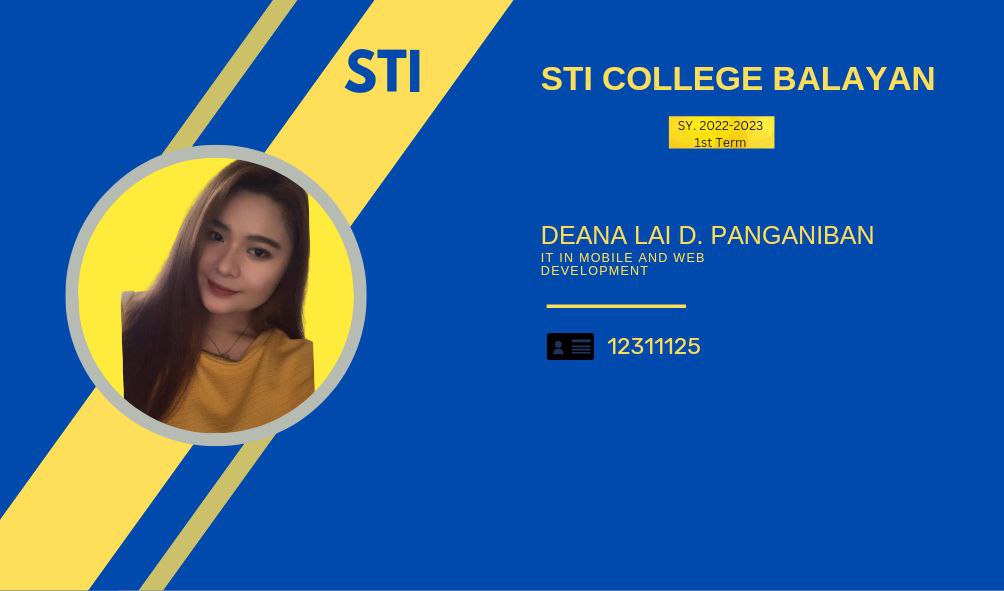 STI
STI COLLEGE BALAYAN
SY. 2022-2023
1st Term
DEANA LAI D. PANGANIBAN
IT IN MOBILE AND WEB
DEVELOPMENT
12311125